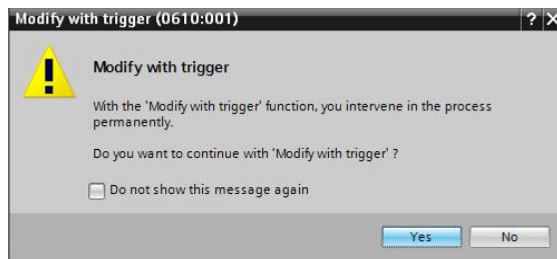 Modify with trigger (0610:001)
Modify with trigger
With the 'Modify with trigger' function, you intervene in the process
permanently.
Do you want to continue with 'Modify with trigger' ?
Do not show this message again
Yes
No